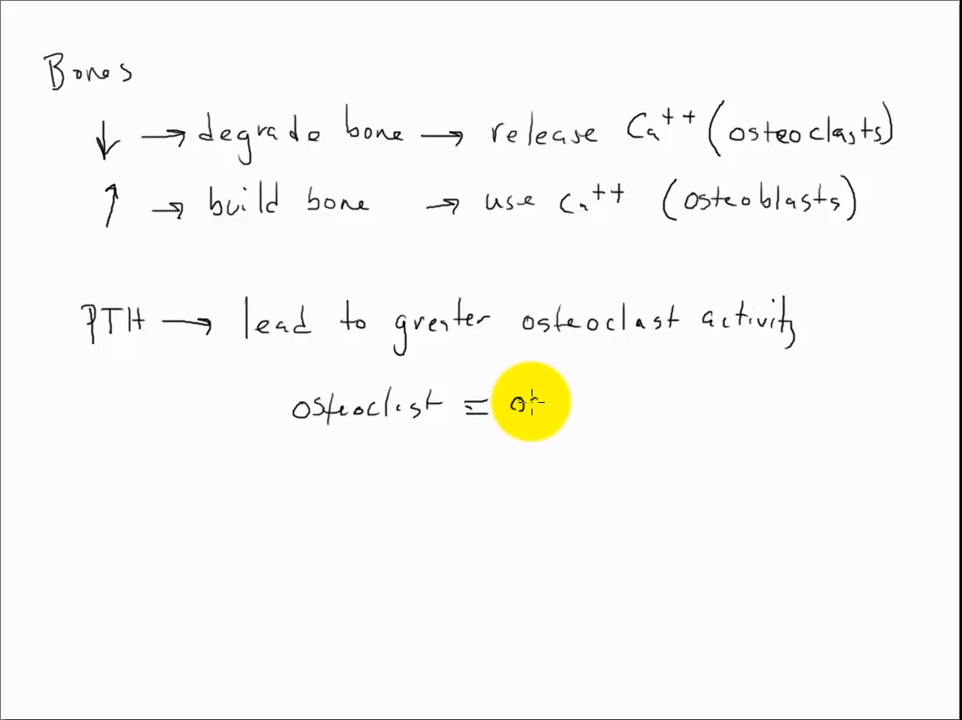 Bones
↓ → degrade bone → release Ca++ (osteoclasts)
↑ → build bone → use Ca++ (osteoblasts)
PTH → lead to greater osteoclast activity
osteoclast =